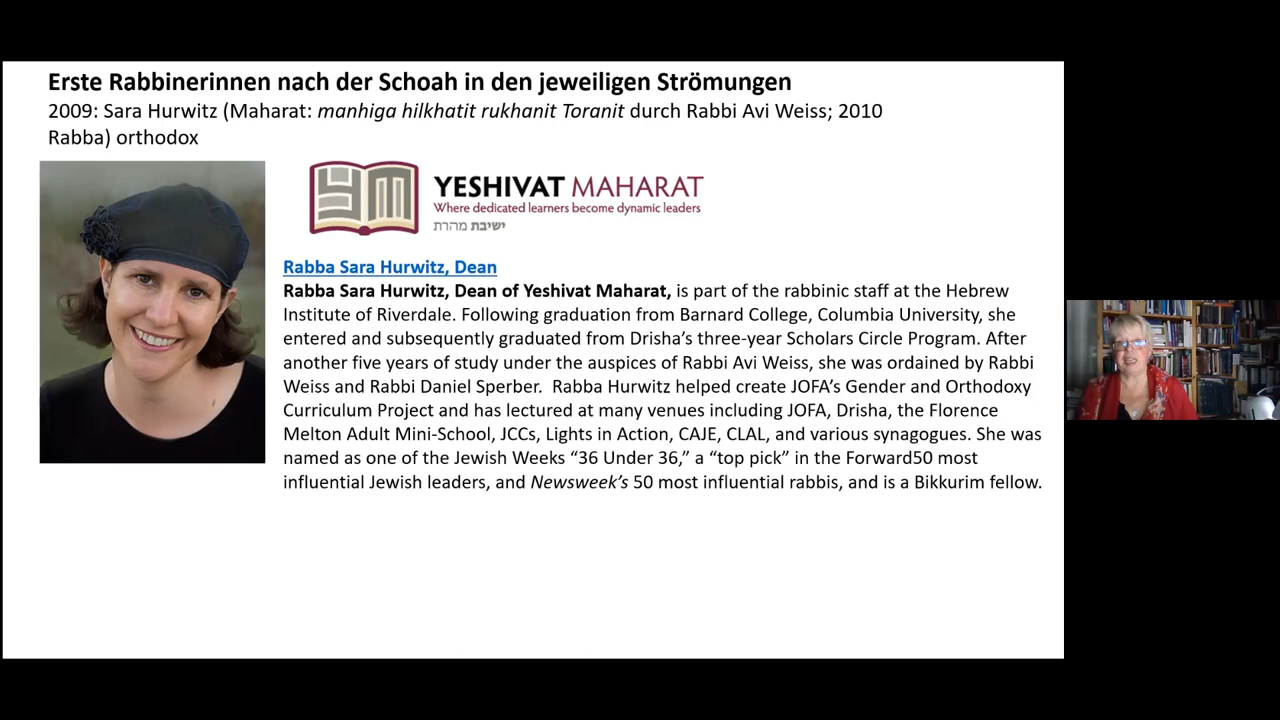 Erste Rabbinerinnen nach der Schoah in den jeweiligen Strömungen
2009: Sara Hurwitz (Maharat: manhiga hilkhatit rukhanit Toranit durch Rabbi Avi Weiss; 2010
Rabba) orthodox
YESHIVAT MAHARAT
Where dedicated learners become dynamic leaders
ישיבת מהרת
Rabba Sara Hurwitz, Dean
Rabba Sara Hurwitz, Dean of Yeshivat Maharat, is part of the rabbinic staff at the Hebrew
Institute of Riverdale. Following graduation from Barnard College, Columbia University, she
entered and subsequently graduated from Drisha’s three-year Scholars Circle Program. After
another five years of study under the auspices of Rabbi Avi Weiss, she was ordained by Rabbi
Weiss and Rabbi Daniel Sperber.  Rabba Hurwitz helped create JOFA’s Gender and Orthodoxy
Curriculum Project and has lectured at many venues including JOFA, Drisha, the Florence
Melton Adult Mini-School, JCCs, Lights in Action, CAJE, CLAL, and various synagogues. She was
named as one of the Jewish Weeks “36 Under 36,” a “top pick” in the Forward50 most
influential Jewish leaders, and Newsweek’s 50 most influential rabbis, and is a Bikkurim fellow.